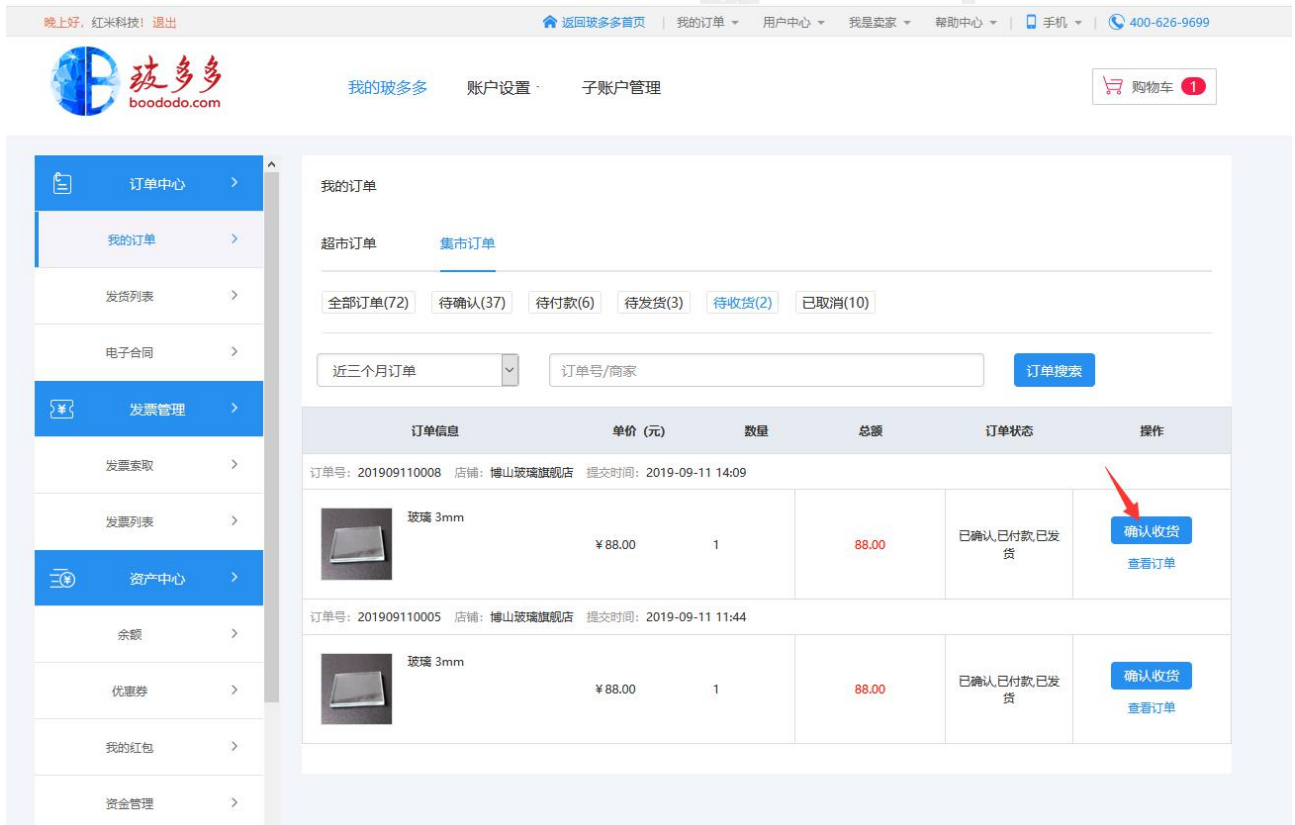 晚上好, 红米科技! 退出 返回玻多多首页 | 我的订单 用户中心 我是卖家 帮助中心 | 手机 | 400-626-9699
玻多多
boododo.com
我的玻多多 账户设置 子账户管理 购物车 1
订单中心
我的订单
发货列表
电子合同
发票管理
发票索取
发票列表
资产中心
余额
优惠券
我的红包
资金管理
我的订单
超市订单 集市订单
全部订单(72) 待确认(37) 待付款(6) 待发货(3) 待收货(2) 已取消(10)
近三个月订单 订单号/商家 订单搜索
订单信息 单价 (元) 数量 总额 订单状态 操作
订单号: 201909110008 店铺: 博山玻璃旗舰店 提交时间: 2019-09-11 14:09
玻璃 3mm
¥88.00 1 88.00 已确认,已付款,已发货 确认收货
查看订单
订单号: 201909110005 店铺: 博山玻璃旗舰店 提交时间: 2019-09-11 11:44
玻璃 3mm
¥88.00 1 88.00 已确认,已付款,已发货 确认收货
查看订单